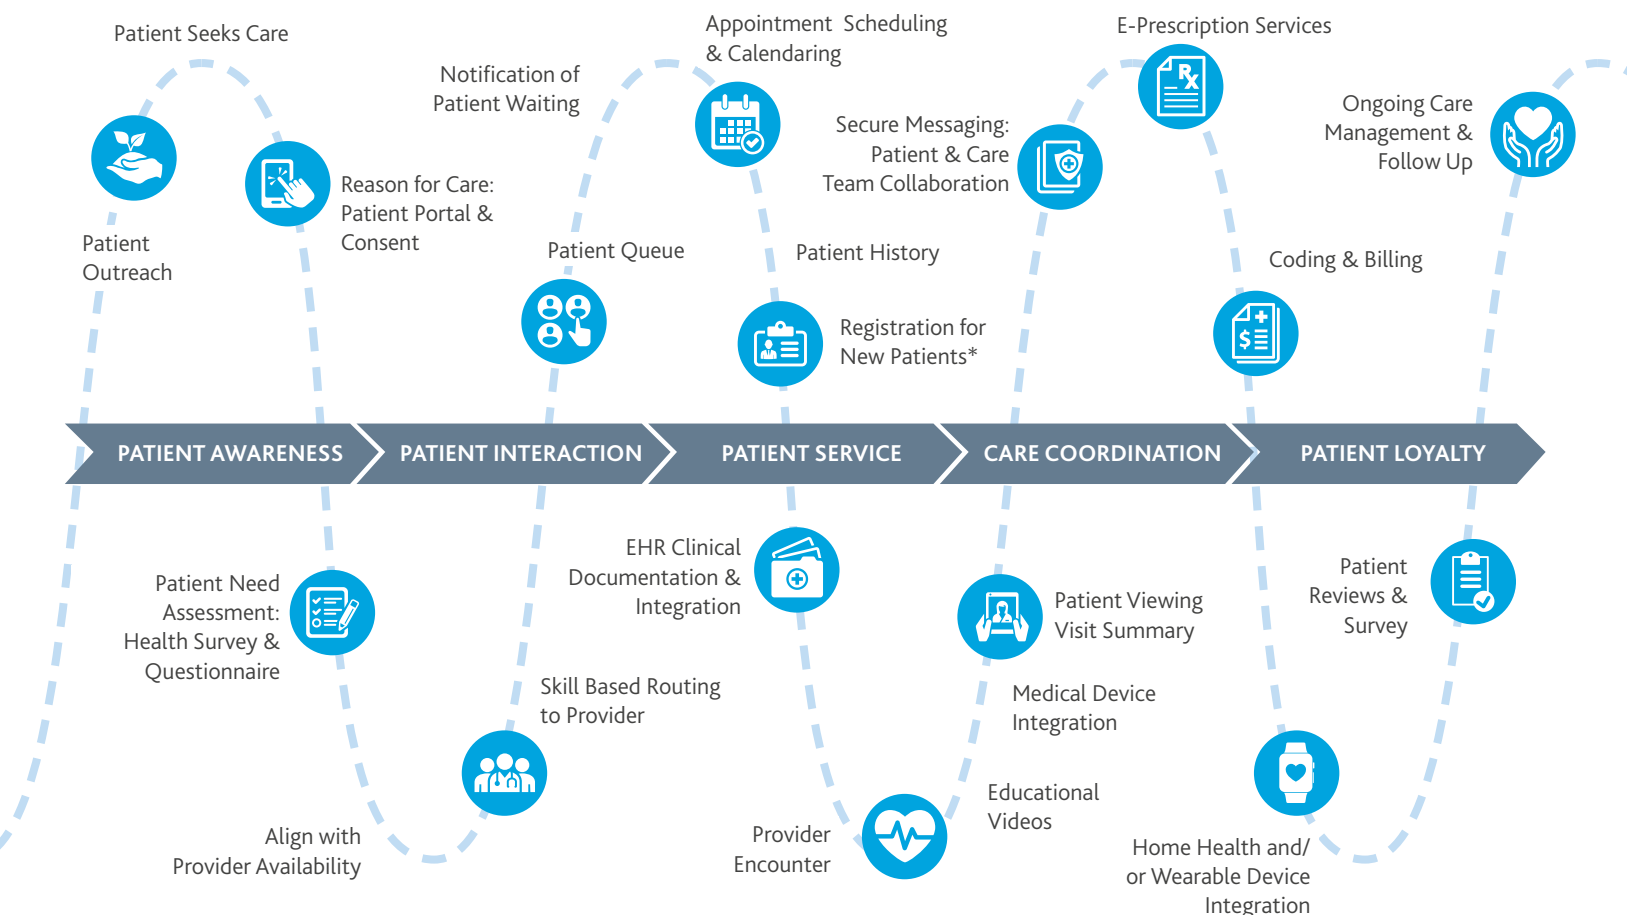 Patient Seeks Care
Patient
Outreach
Reason for Care:
Patient Portal &
Consent
Notification of
Patient Waiting
Patient Queue
Appointment Scheduling
& Calendaring
Patient History
Registration for
New Patients*
Secure Messaging:
Patient & Care
Team Collaboration
E-Prescription Services
Coding & Billing
Ongoing Care
Management &
Follow Up
PATIENT AWARENESS
PATIENT INTERACTION
PATIENT SERVICE
CARE COORDINATION
PATIENT LOYALTY
Patient Need
Assessment:
Health Survey &
Questionnaire
Align with
Provider Availability
Skill Based Routing
to Provider
EHR Clinical
Documentation &
Integration
Provider
Encounter
Patient Viewing
Visit Summary
Medical Device
Integration
Educational
Videos
Home Health and/
or Wearable Device
Integration
Patient
Reviews &
Survey
Rx
$